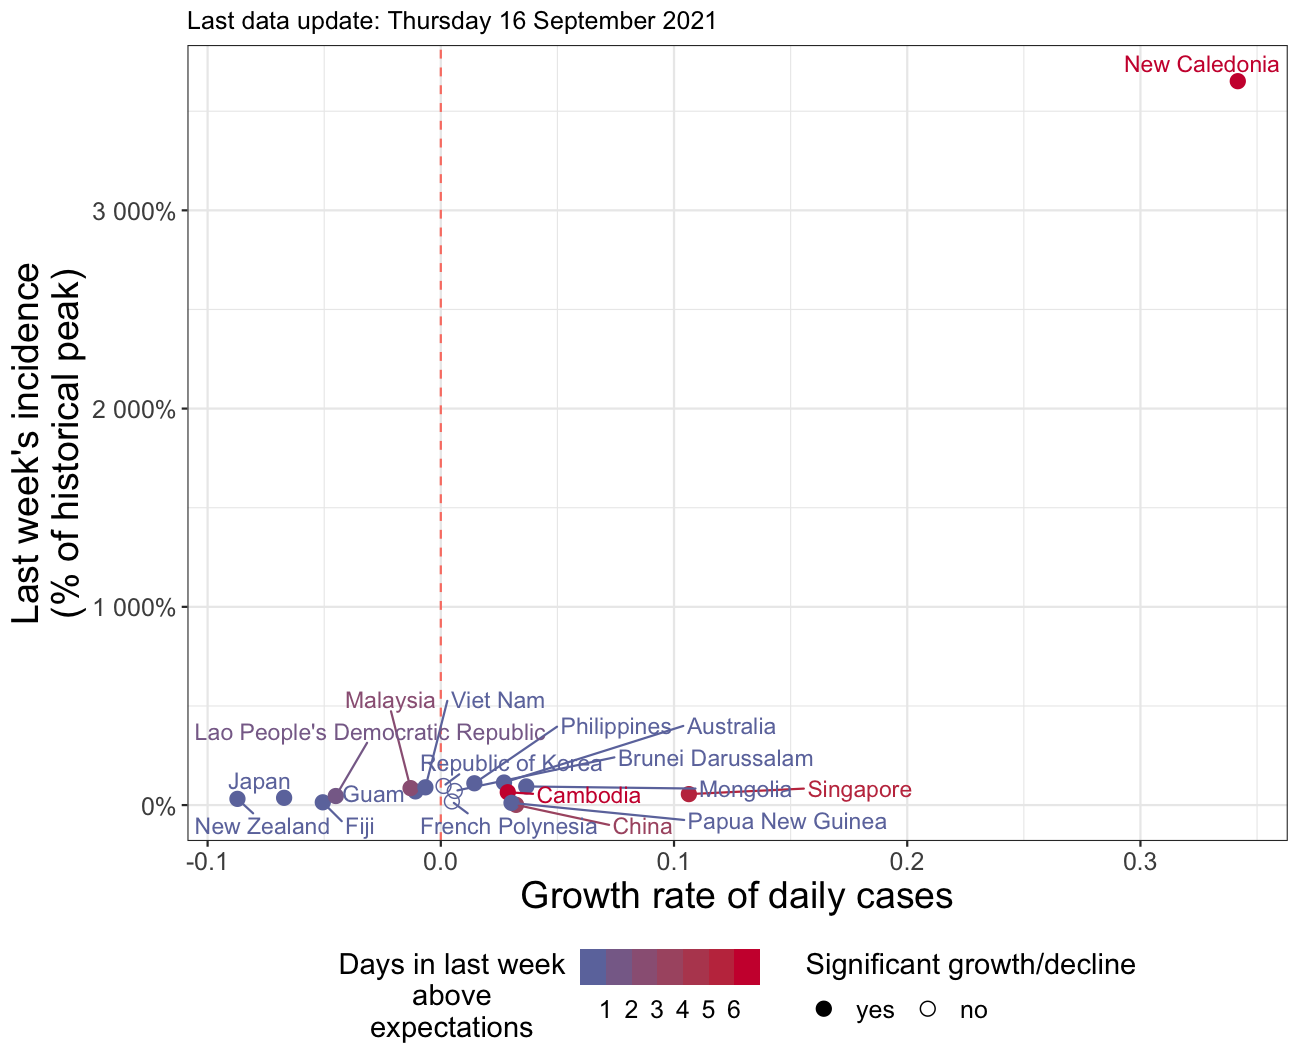 Last data update: Thursday 16 September 2021
Last week's incidence
(% of historical peak)
3 000%
2 000%
1 000%
0%
New Caledonia
Malaysia
Viet Nam
Lao People's Democratic Republic
Philippines
Australia
Republic of Korea
Brunei Darussalam
Japan
Guam
Cambodia
Mongolia
Singapore
New Zealand
Fiji
French Polynesia
China
Papua New Guinea
-0.1
0.0
0.1
0.2
0.3
Growth rate of daily cases
Days in last week
above
expectations
1 2 3 4 5 6
Significant growth/decline
yes
no